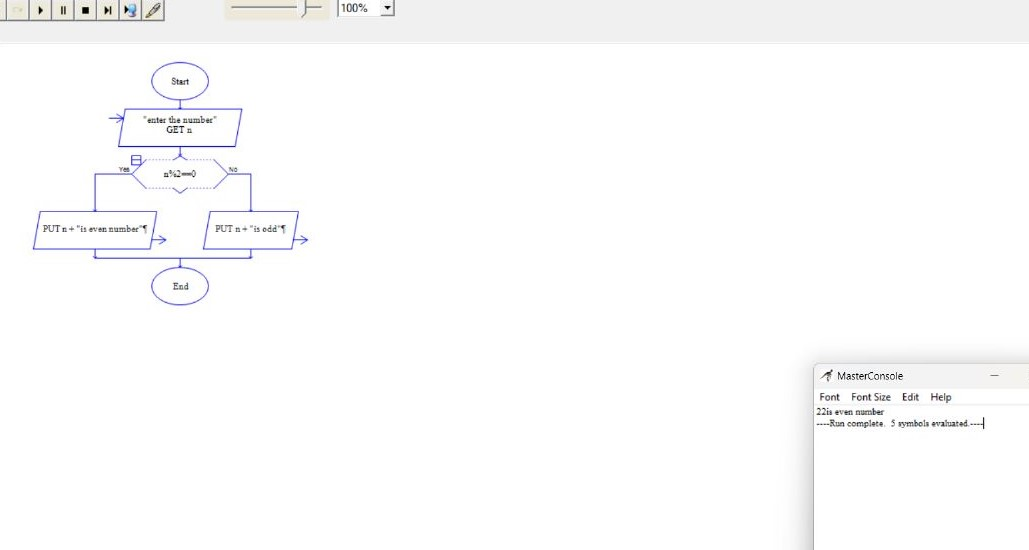 100%
Start
"enter the number"
GET n
Yes
n%2==0
No
PUT n + "is even number"¶
PUT n + "is odd"¶
End
MasterConsole
Font Font Size Edit Help
22is even number
----Run complete. 5 symbols evaluated.----